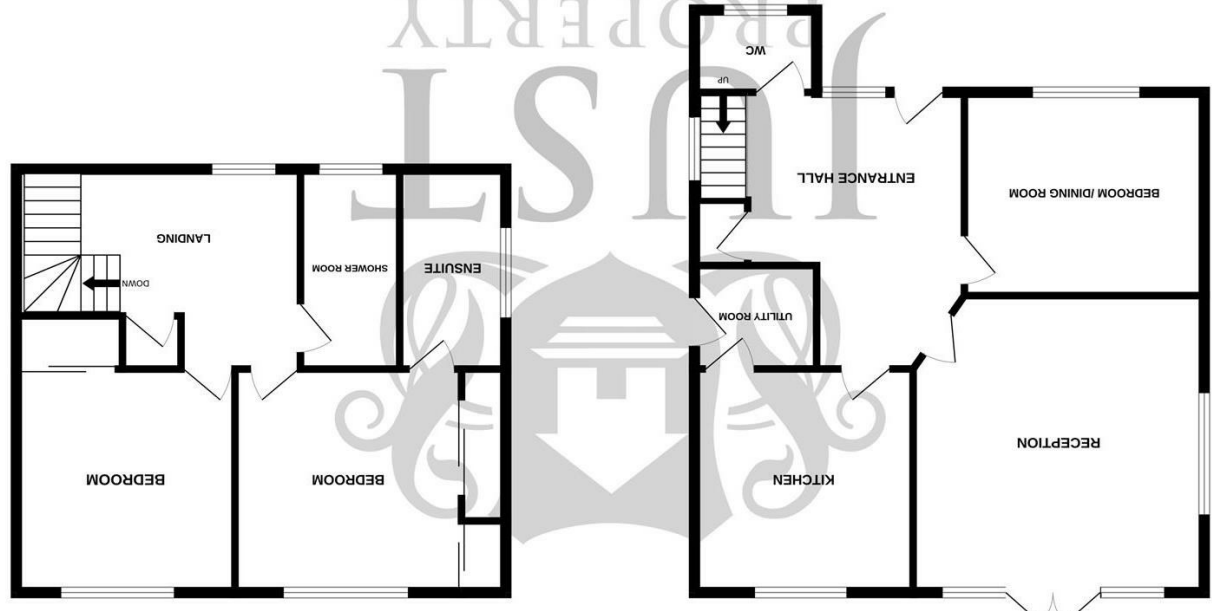 RECEPTION
KITCHEN
UTILITY ROOM
BEDROOM /DINING ROOM
ENTRANCE HALL
UP
WC
BEDROOM
BEDROOM
ENSUITE
SHOWER ROOM
DOWN
LANDING
JUST
PROPERTY